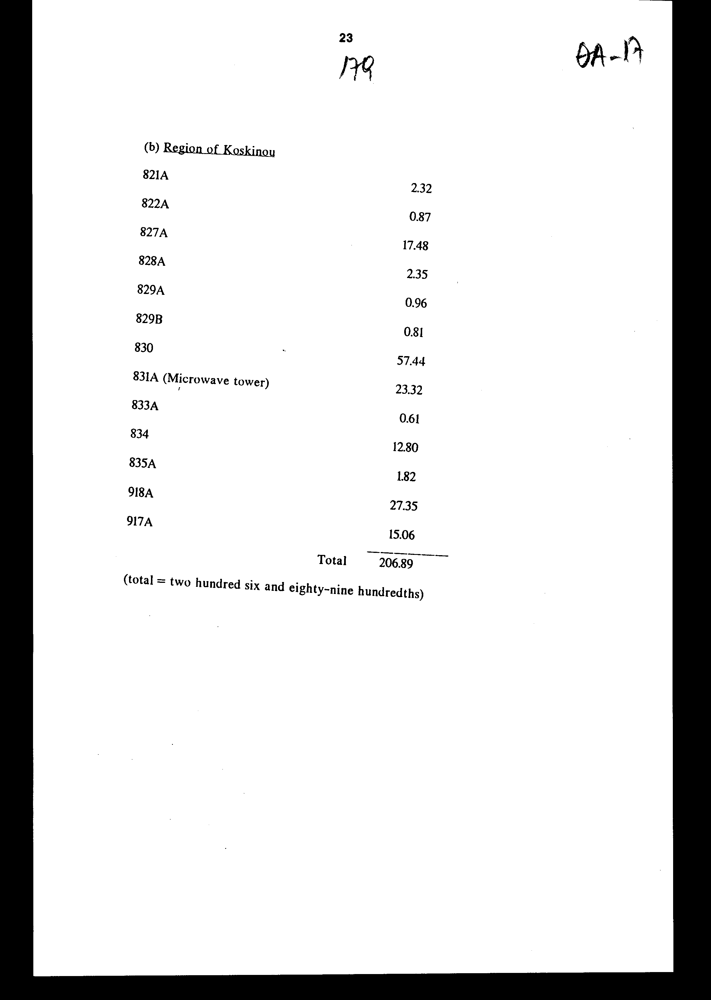 23
179
ΘA-17
(b) Region of Koskinou
821A 2.32
822A 0.87
827A 17.48
828A 2.35
829A 0.96
829B 0.81
830 57.44
831A (Microwave tower) 23.32
833A 0.61
834 12.80
835A 1.82
918A 27.35
917A 15.06
Total 206.89
(total = two hundred six and eighty-nine hundredths)